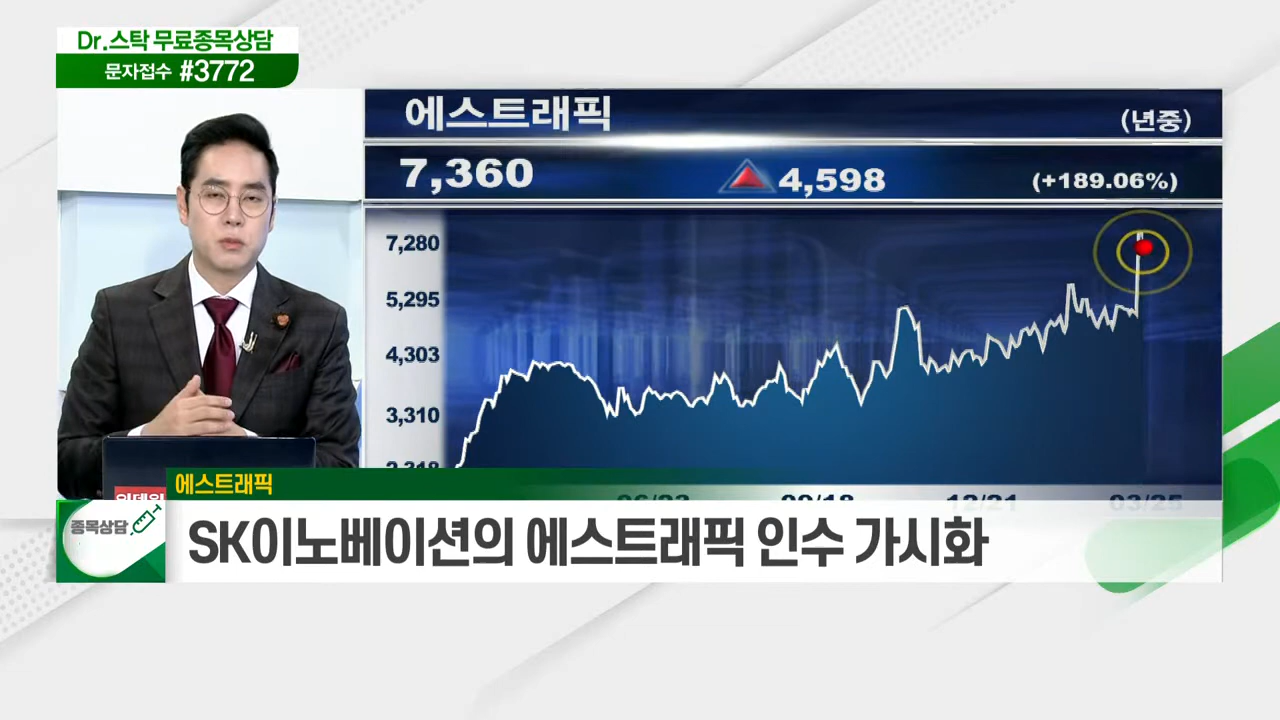 Dr.스탁 무료종목상담
문자접수 #3772
에스트래픽
(년중)
7,360
4,598
(+189.06%)
7,280
5,295
4,303
3,310
에스트래픽
종목상담
SK이노베이션의 에스트래픽 인수 가시화